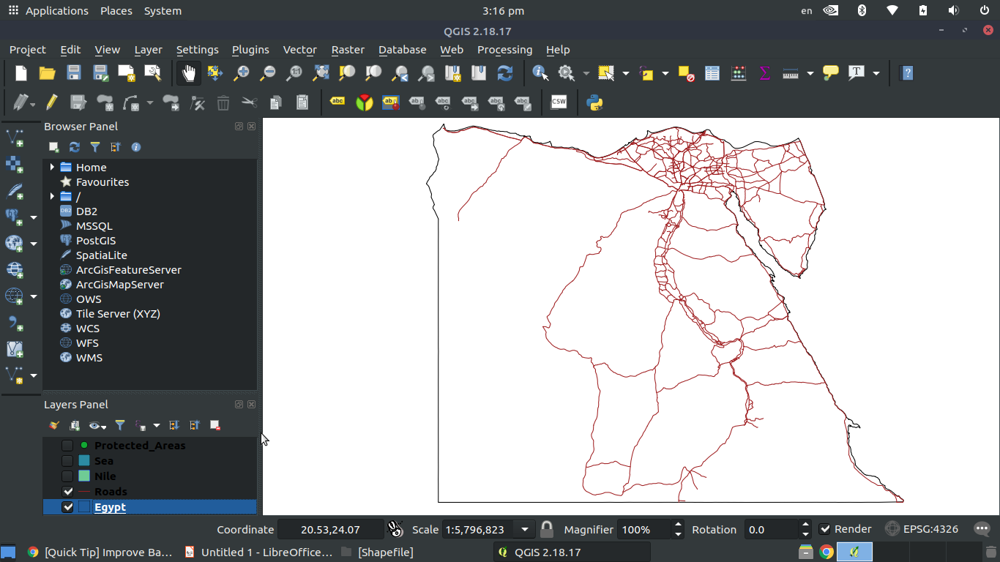 Applications Places System 3:16 pm en
QGIS 2.18.17
Project Edit View Layer Settings Plugins Vector Raster Database Web Processing Help
abc CSW
Browser Panel
Home
Favourites
/
DB2
MSSQL
PostGIS
SpatiaLite
ArcGisFeatureServer
ArcGisMapServer
OWS
Tile Server (XYZ)
WCS
WFS
WMS
Layers Panel
Protected_Areas
Sea
Nile
Roads
Egypt
Coordinate 20.53,24.07 Scale 1:5,796,823 Magnifier 100% Rotation 0.0 Render EPSG:4326
[Quick Tip] Improve Ba... Untitled 1 - LibreOffice... [Shapefile] QGIS 2.18.17